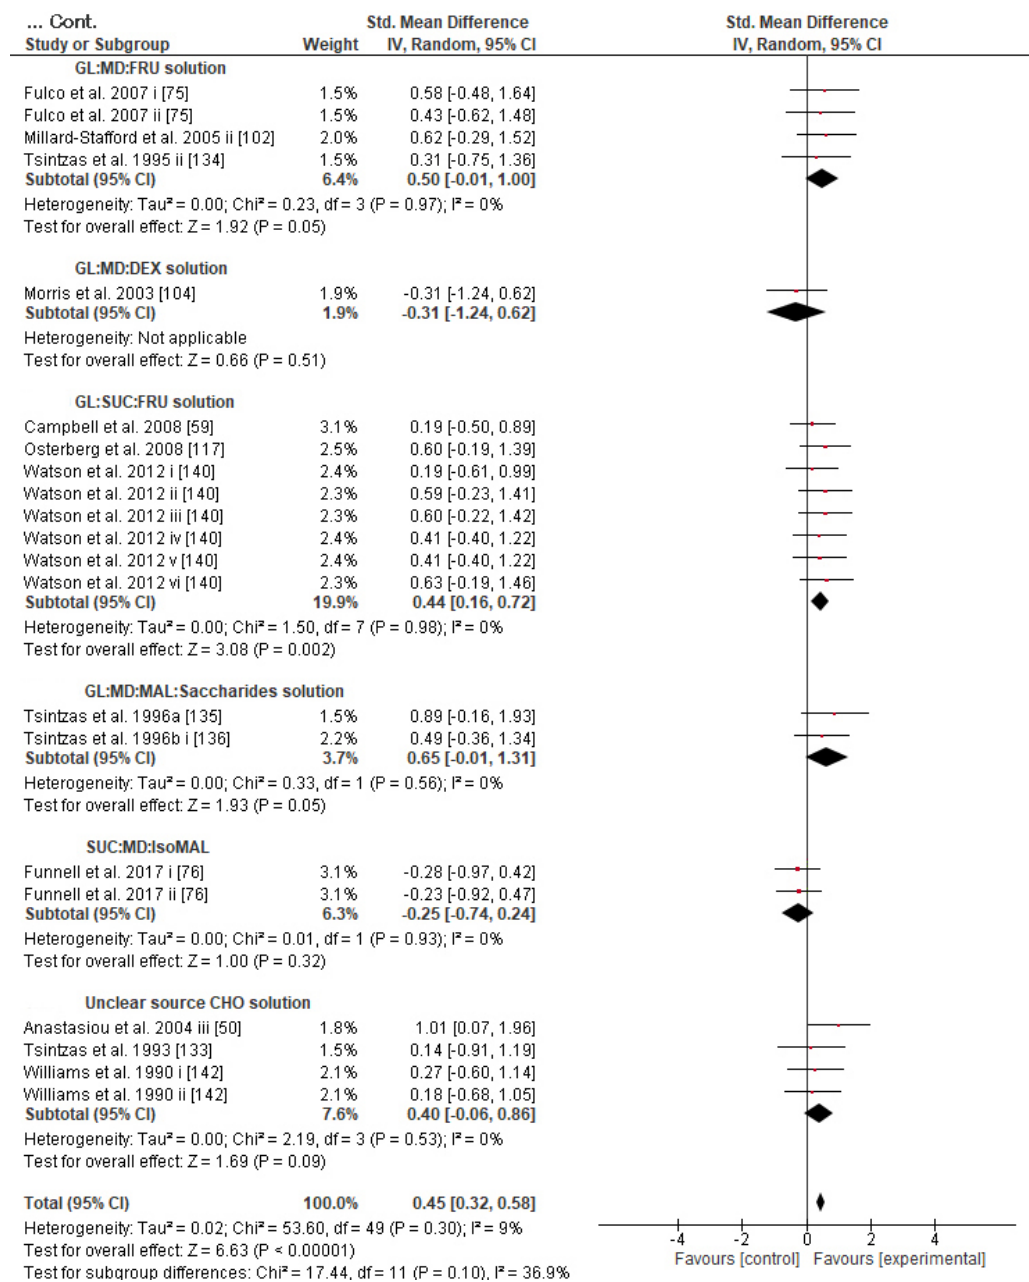 ... Cont. Std. Mean Difference Std. Mean Difference
Study or Subgroup Weight IV, Random, 95% CI IV, Random, 95% CI
GL:MD:FRU solution
Fulco et al. 2007 i [75] 1.5% 0.58 [-0.48, 1.64]
Fulco et al. 2007 ii [75] 1.5% 0.43 [-0.62, 1.48]
Millard-Stafford et al. 2005 ii [102] 2.0% 0.62 [-0.29, 1.52]
Tsintzas et al. 1995 ii [134] 1.5% 0.31 [-0.75, 1.36]
Subtotal (95% CI) 6.4% 0.50 [-0.01, 1.00]
Heterogeneity: Tau² = 0.00; Chi² = 0.23, df = 3 (P = 0.97); I² = 0%
Test for overall effect: Z = 1.92 (P = 0.05)
GL:MD:DEX solution
Morris et al. 2003 [104] 1.9% -0.31 [-1.24, 0.62]
Subtotal (95% CI) 1.9% -0.31 [-1.24, 0.62]
Heterogeneity: Not applicable
Test for overall effect: Z = 0.66 (P = 0.51)
GL:SUC:FRU solution
Campbell et al. 2008 [59] 3.1% 0.19 [-0.50, 0.89]
Osterberg et al. 2008 [117] 2.5% 0.60 [-0.19, 1.39]
Watson et al. 2012 i [140] 2.4% 0.19 [-0.61, 0.99]
Watson et al. 2012 ii [140] 2.3% 0.59 [-0.23, 1.41]
Watson et al. 2012 iii [140] 2.3% 0.60 [-0.22, 1.42]
Watson et al. 2012 iv [140] 2.4% 0.41 [-0.40, 1.22]
Watson et al. 2012 v [140] 2.4% 0.41 [-0.40, 1.22]
Watson et al. 2012 vi [140] 2.3% 0.63 [-0.19, 1.46]
Subtotal (95% CI) 19.9% 0.44 [0.16, 0.72]
Heterogeneity: Tau² = 0.00; Chi² = 1.50, df = 7 (P = 0.98); I² = 0%
Test for overall effect: Z = 3.08 (P = 0.002)
GL:MD:MAL:Saccharides solution
Tsintzas et al. 1996a [135] 1.5% 0.89 [-0.16, 1.93]
Tsintzas et al. 1996b i [136] 2.2% 0.49 [-0.36, 1.34]
Subtotal (95% CI) 3.7% 0.65 [-0.01, 1.31]
Heterogeneity: Tau² = 0.00; Chi² = 0.33, df = 1 (P = 0.56); I² = 0%
Test for overall effect: Z = 1.93 (P = 0.05)
SUC:MD:IsoMAL
Funnell et al. 2017 i [76] 3.1% -0.28 [-0.97, 0.42]
Funnell et al. 2017 ii [76] 3.1% -0.23 [-0.92, 0.47]
Subtotal (95% CI) 6.3% -0.25 [-0.74, 0.24]
Heterogeneity: Tau² = 0.00; Chi² = 0.01, df = 1 (P = 0.93); I² = 0%
Test for overall effect: Z = 1.00 (P = 0.32)
Unclear source CHO solution
Anastasiou et al. 2004 iii [50] 1.8% 1.01 [0.07, 1.96]
Tsintzas et al. 1993 [133] 1.5% 0.14 [-0.91, 1.19]
Williams et al. 1990 i [142] 2.1% 0.27 [-0.60, 1.14]
Williams et al. 1990 ii [142] 2.1% 0.18 [-0.68, 1.05]
Subtotal (95% CI) 7.6% 0.40 [-0.06, 0.86]
Heterogeneity: Tau² = 0.00; Chi² = 2.19, df = 3 (P = 0.53); I² = 0%
Test for overall effect: Z = 1.69 (P = 0.09)
Total (95% CI) 100.0% 0.45 [0.32, 0.58]
Heterogeneity: Tau² = 0.02; Chi² = 53.60, df = 49 (P = 0.30); I² = 9%
Test for overall effect: Z = 6.63 (P < 0.00001)
Test for subgroup differences: Chi² = 17.44, df = 11 (P = 0.10), I² = 36.9%
-4 -2 0 2 4
Favours [control] Favours [experimental]